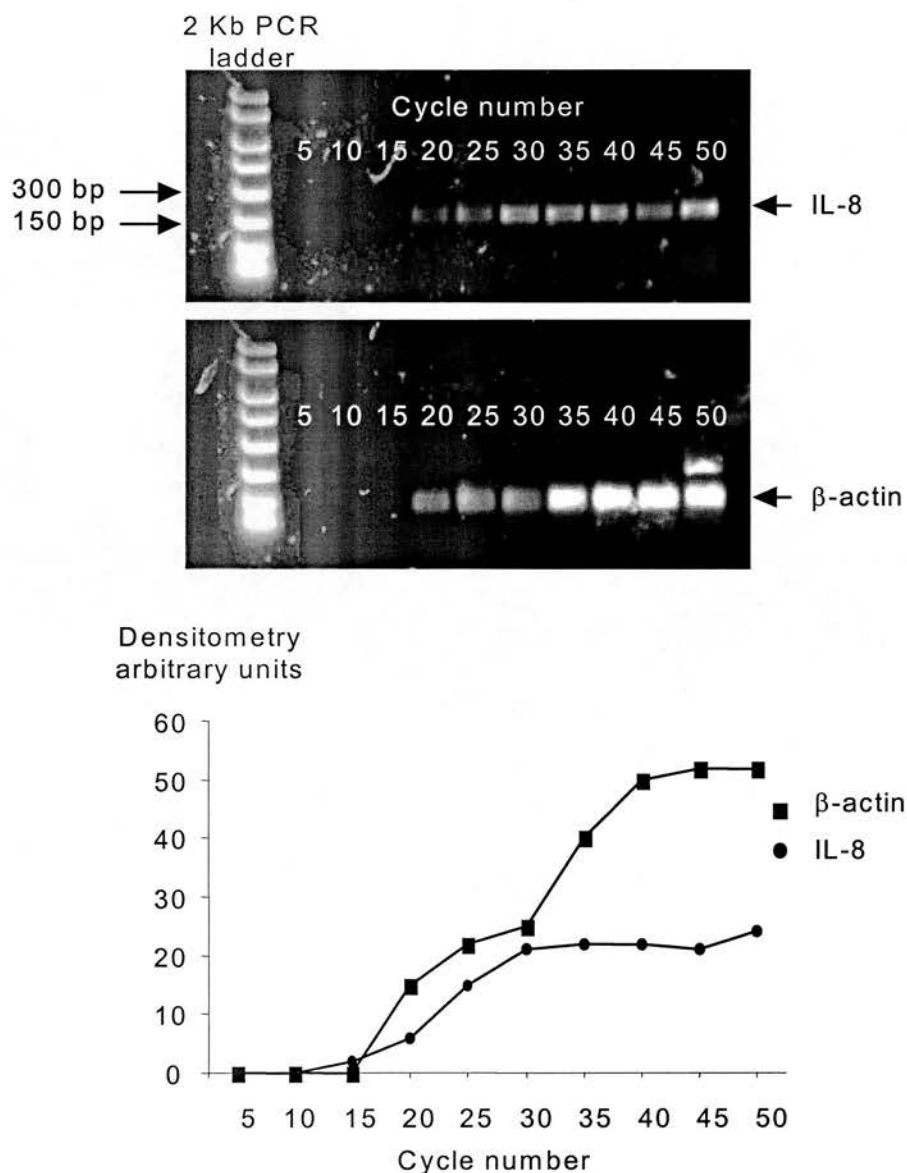 2 Kb PCR
ladder
Cycle number
5 10 15 20 25 30 35 40 45 50
300 bp
150 bp
IL-8
5 10 15 20 25 30 35 40 45 50
β-actin
Densitometry
arbitrary units
60
50
40
30
20
10
0
β-actin
IL-8
5 10 15 20 25 30 35 40 45 50
Cycle number